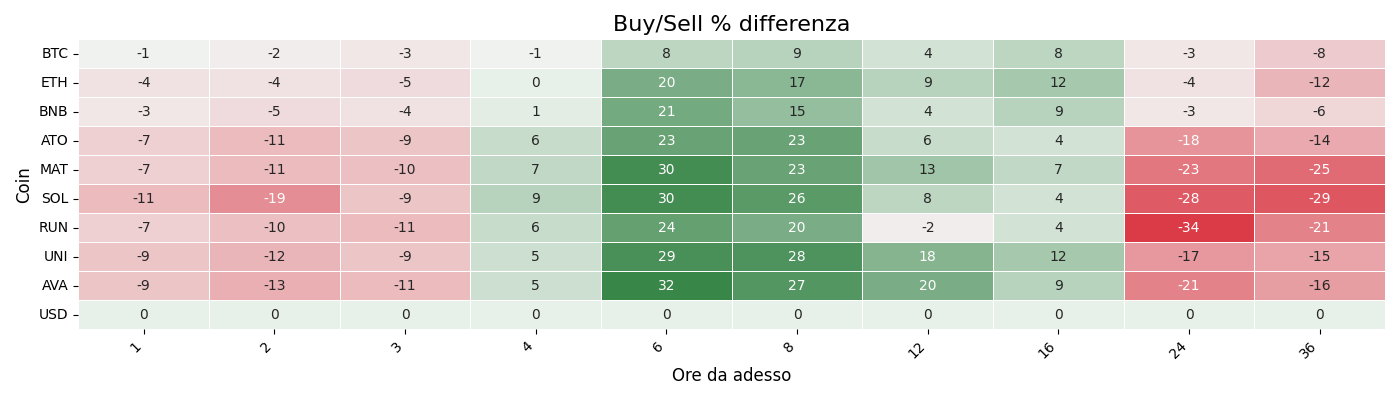 Buy/Sell % differenza
Coin
BTC -1 -2 -3 -1 8 9 4 8 -3 -8
ETH -4 -4 -5 0 20 17 9 12 -4 -12
BNB -3 -5 -4 1 21 15 4 9 -3 -6
ATO -7 -11 -9 6 23 23 6 4 -18 -14
MAT -7 -11 -10 7 30 23 13 7 -23 -25
SOL -11 -19 -9 9 30 26 8 4 -28 -29
RUN -7 -10 -11 6 24 20 -2 4 -34 -21
UNI -9 -12 -9 5 29 28 18 12 -17 -15
AVA -9 -13 -11 5 32 27 20 9 -21 -16
USD 0 0 0 0 0 0 0 0 0 0
1 2 3 4 6 8 12 16 24 36
Ore da adesso